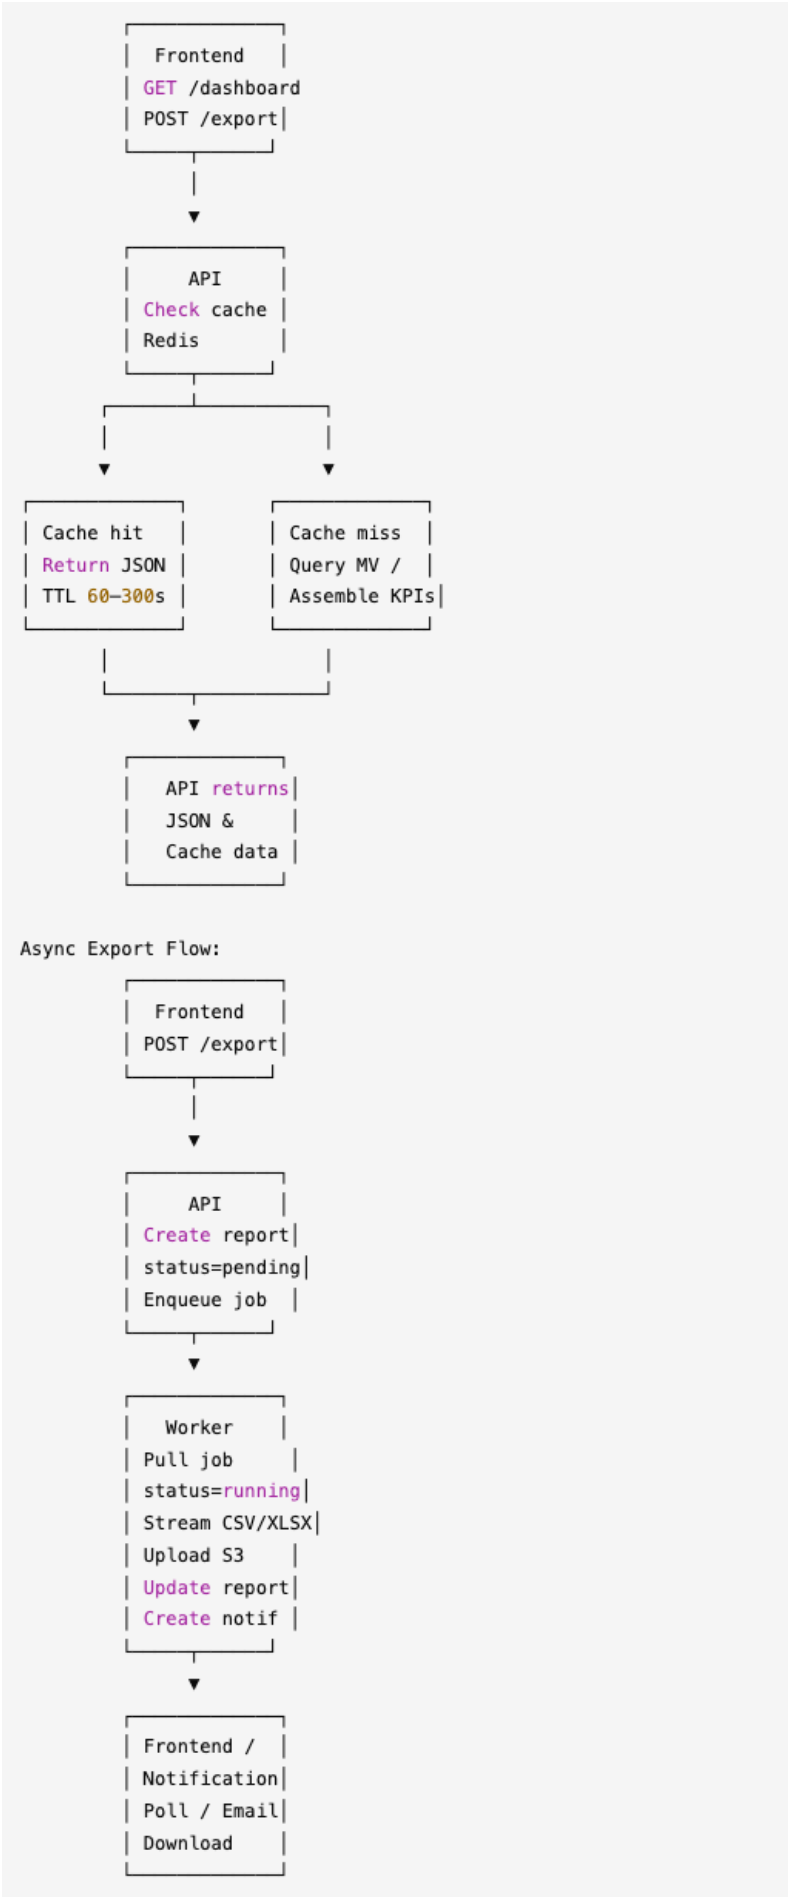 Frontend
GET /dashboard
POST /export
API
Check cache
Redis
Cache hit
Return JSON
TTL 60–300s
Cache miss
Query MV /
Assemble KPIs
API returns
JSON &
Cache data
Async Export Flow:
Frontend
POST /export
API
Create report
status=pending
Enqueue job
Worker
Pull job
status=running
Stream CSV/XLSX
Upload S3
Update report
Create notif
Frontend /
Notification
Poll / Email
Download